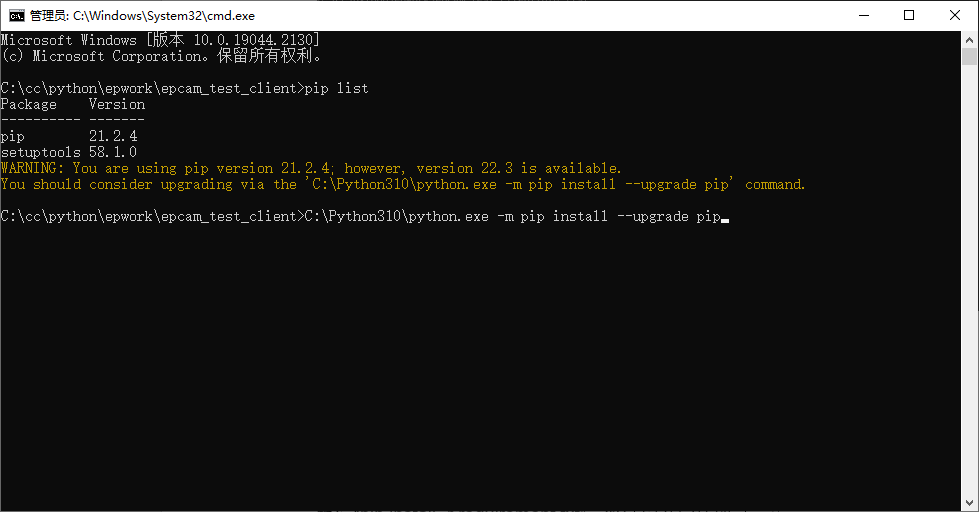 管理员: C:\Windows\System32\cmd.exe
Microsoft Windows [版本 10.0.19044.2130]
(c) Microsoft Corporation。保留所有权利。
C:\cc\python\epwork\epcam_test_client>pip list
Package    Version
---------- -------
pip        21.2.4
setuptools 58.1.0
WARNING: You are using pip version 21.2.4; however, version 22.3 is available.
You should consider upgrading via the 'C:\Python310\python.exe -m pip install --upgrade pip' command.
C:\cc\python\epwork\epcam_test_client>C:\Python310\python.exe -m pip install --upgrade pip